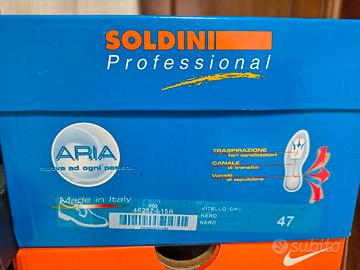 SOLDINI
Professional
ARIA
nuova ad ogni passo.
TRASPIRAZIONE
fori canalizzatori
CANALE
di transito
Valvola
di espulsione
Made in Italy
VITELLO
NERO
NERO
47
Subito